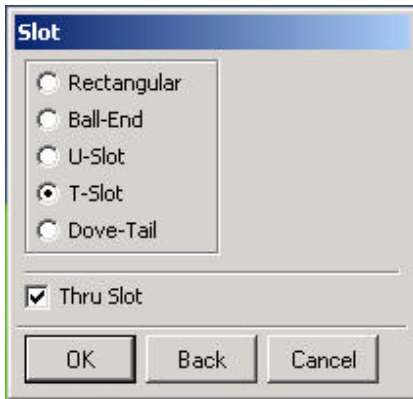 Slot
Rectangular
Ball-End
U-Slot
T-Slot
Dove-Tail
Thru Slot
OK Back Cancel